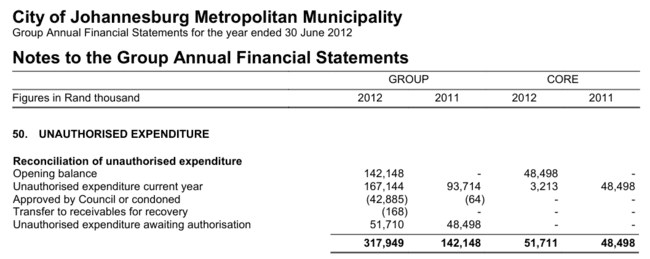 City of Johannesburg Metropolitan Municipality
Group Annual Financial Statements for the year ended 30 June 2012
Notes to the Group Annual Financial Statements
GROUP CORE
Figures in Rand thousand 2012 2011 2012 2011
50. UNAUTHORISED EXPENDITURE
Reconciliation of unauthorised expenditure
Opening balance 142,148 - 48,498 -
Unauthorised expenditure current year 167,144 93,714 3,213 48,498
Approved by Council or condoned (42,885) (64) - -
Transfer to receivables for recovery (168) - - -
Unauthorised expenditure awaiting authorisation 51,710 48,498 - -
317,949 142,148 51,711 48,498